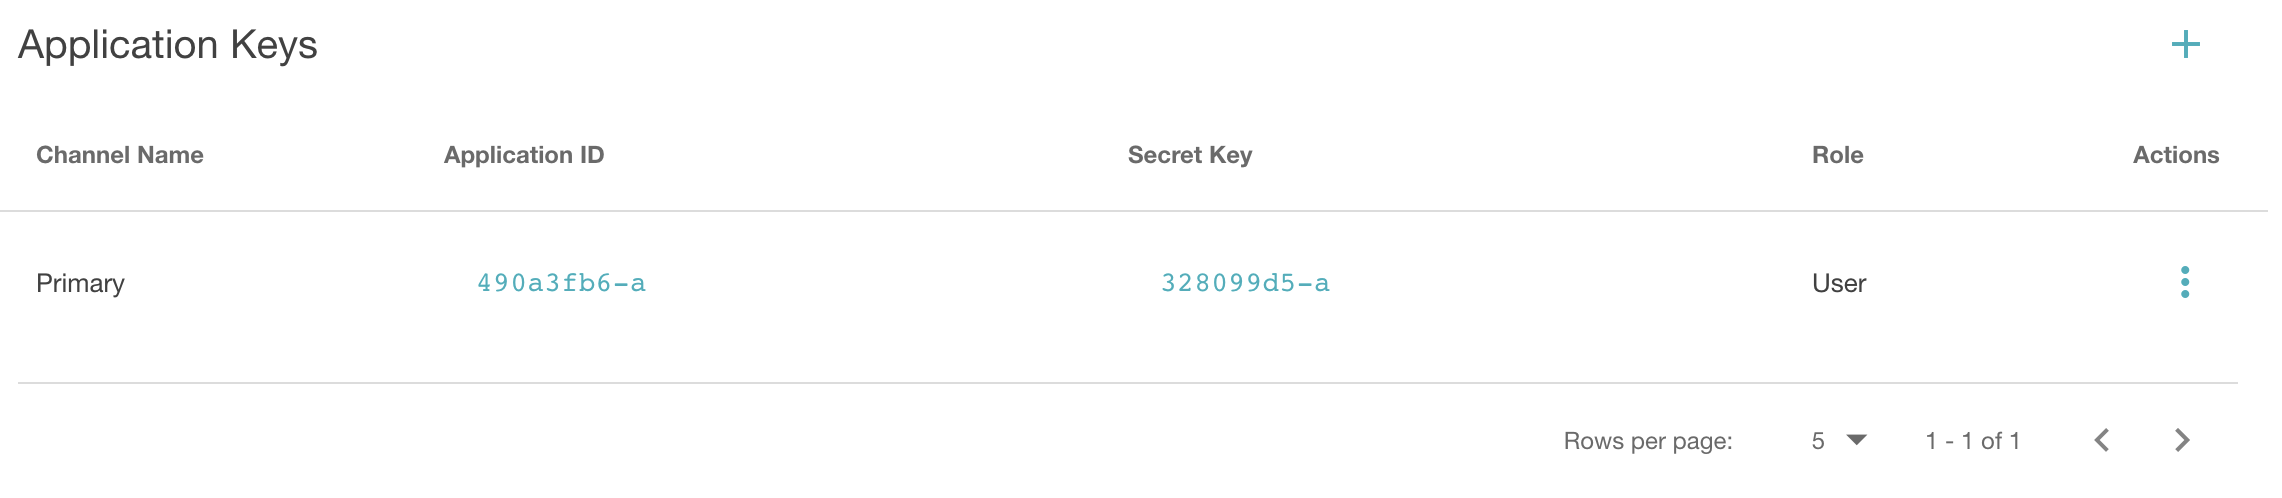 Application Keys
Channel Name Application ID Secret Key Role Actions
Primary 490a3fb6-a 328099d5-a User
Rows per page: 5 1 - 1 of 1